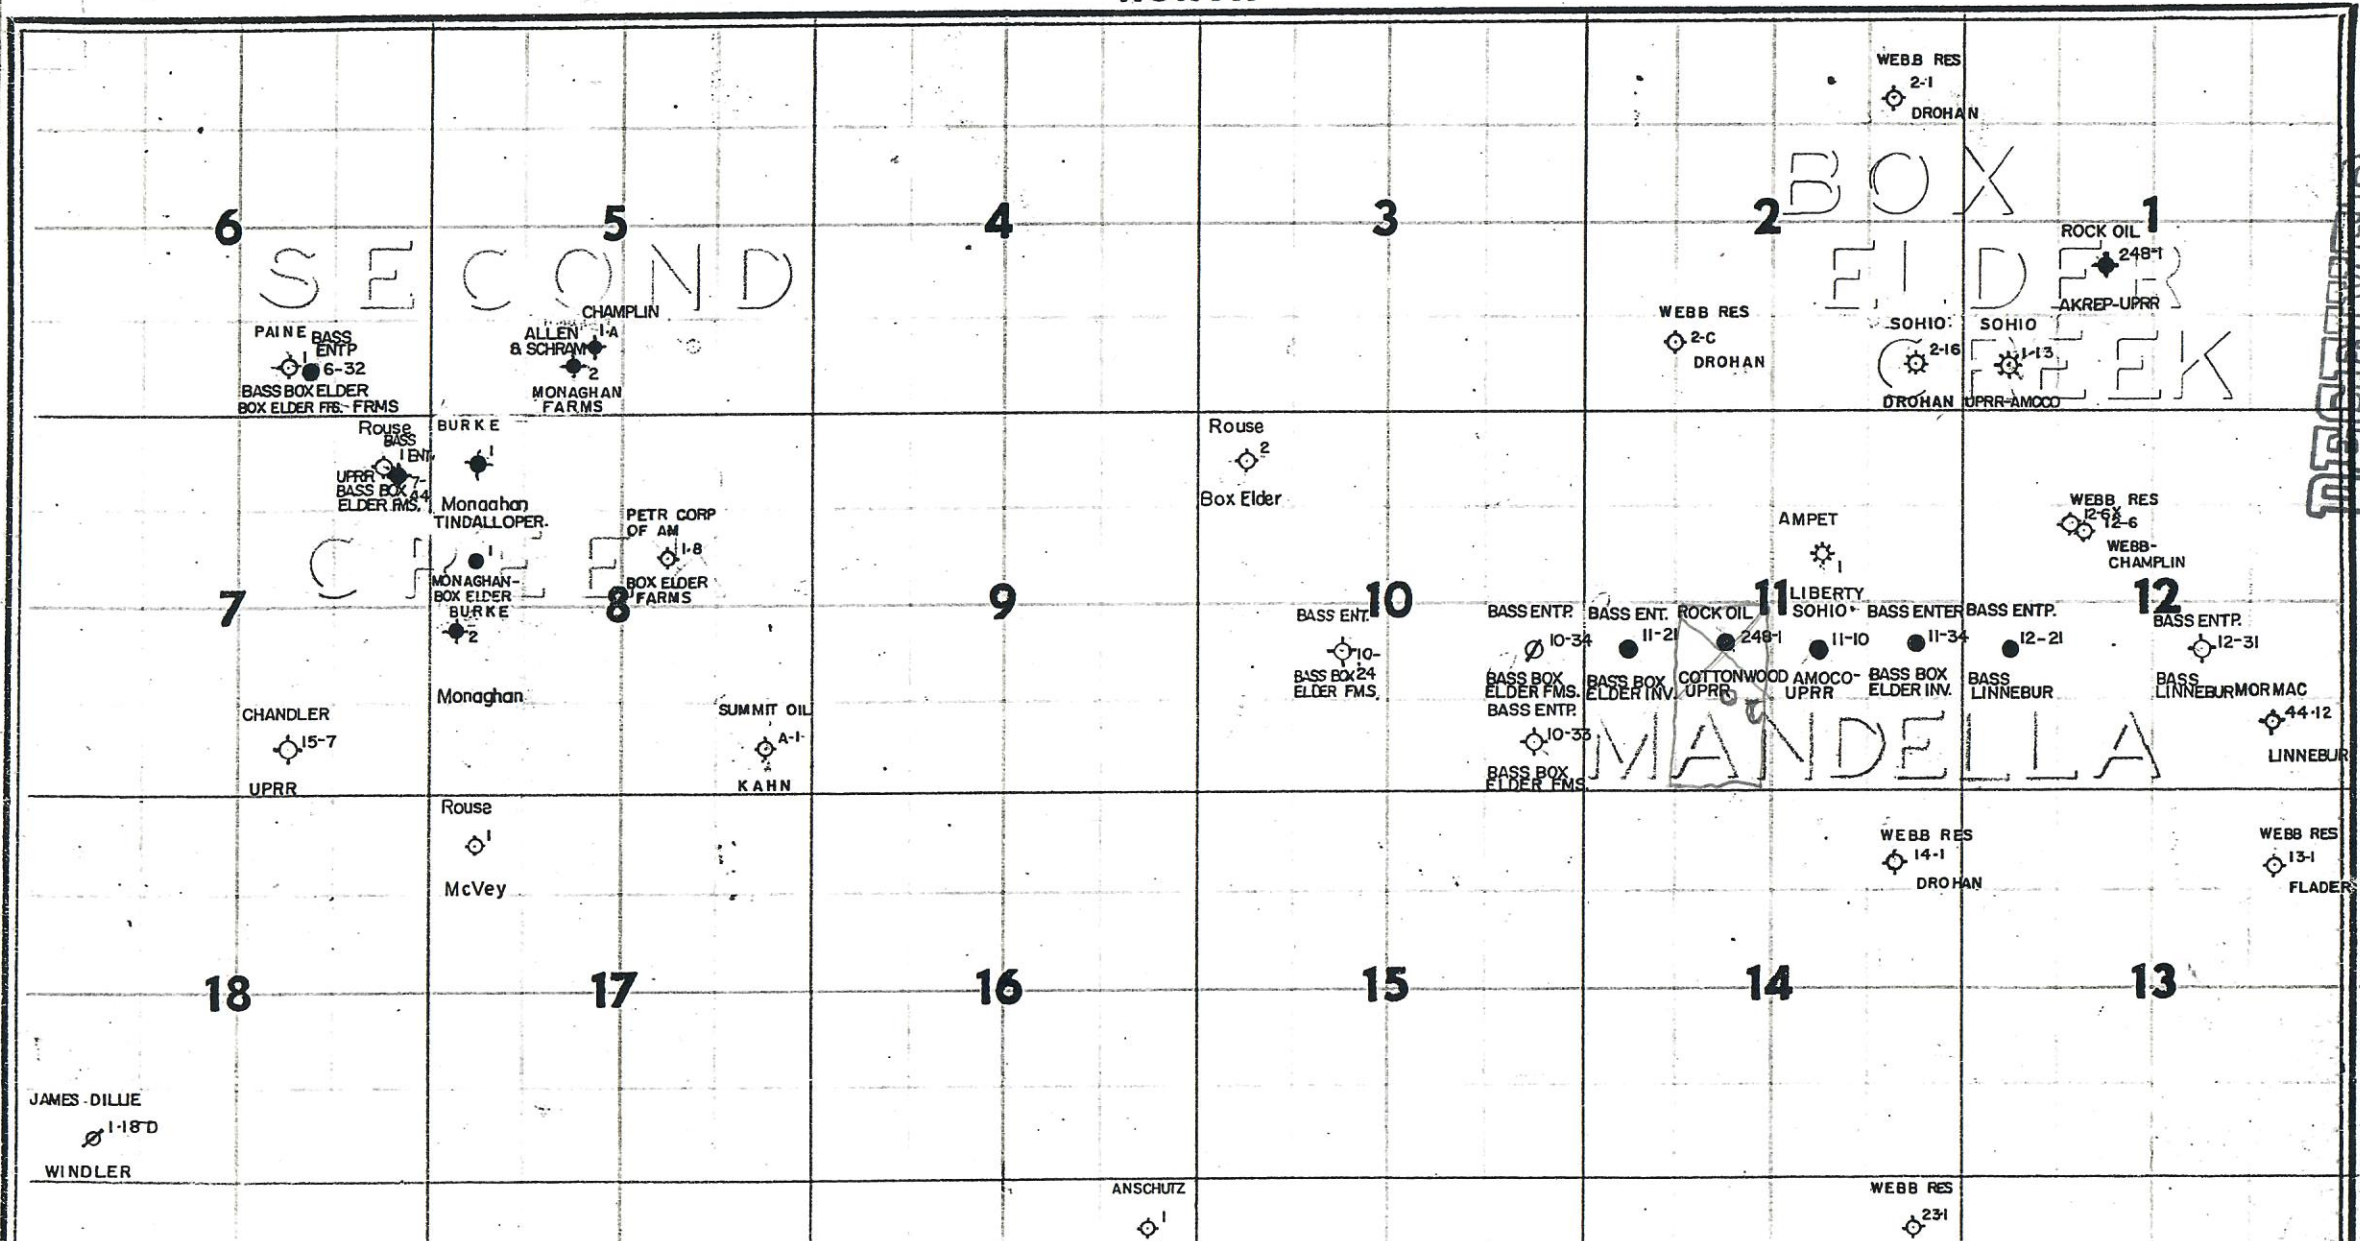 WEBB RES
2-1
DROHAN
BOX
6
5
4
3
2
1
SECOND
ELDER
ROCK OIL
248-1
AKREP-UPRR
CHAMPLIN
1-A
ALLEN
& SCHRAM
2
MONAGHAN
FARMS
PAINE
1
BASS
ENTP
6-32
BASS BOX ELDER
BOX ELDER FRS.- FRMS
WEBB RES
2-C
DROHAN
SOHIO
2-16
DROHAN
SOHIO
1-13
UPRR-AMOCO
CREEK
Rouse
1
UPRR
BASS
ENT.
7-
44
BASS BOX
ELDER FMS.
BURKE
1
Monaghan
TINDALL OPER.
1
MONAGHAN-
BOX ELDER
BURKE
2
Monaghan
PETR CORP
OF AM
1-8
BOX ELDER
FARMS
Rouse
2
Box Elder
AMPET
1
LIBERTY
WEBB RES
12-6X
12-6
WEBB-
CHAMPLIN
CREEK
7
8
9
10
11
12
BASS ENT.
10-
24
BASS BOX
ELDER FMS.
BASS ENTP.
10-34
BASS BOX
ELDER FMS.
BASS ENT.
11-21
BASS BOX
ELDER INV.
ROCK OIL
248-1
COTTONWOOD
UPRR
SOHIO
11-10
AMOCO-
UPRR
BASS ENTER
11-34
BASS BOX
ELDER INV.
BASS ENTP.
12-21
BASS
LINNEBUR
BASS ENTP.
12-31
BASS
LINNEBUR
MORMAC
44-12
LINNEBUR
CHANDLER
15-7
UPRR
SUMMIT OIL
A-1
KAHN
BASS ENTP.
10-33
BASS BOX
ELDER FMS.
MANDELLA
Rouse
1
McVey
WEBB RES
14-1
DROHAN
WEBB RES
13-1
FLADER
18
17
16
15
14
13
JAMES-DILLIE
1-18 D
WINDLER
ANSCHUTZ
1
WEBB RES
23-1